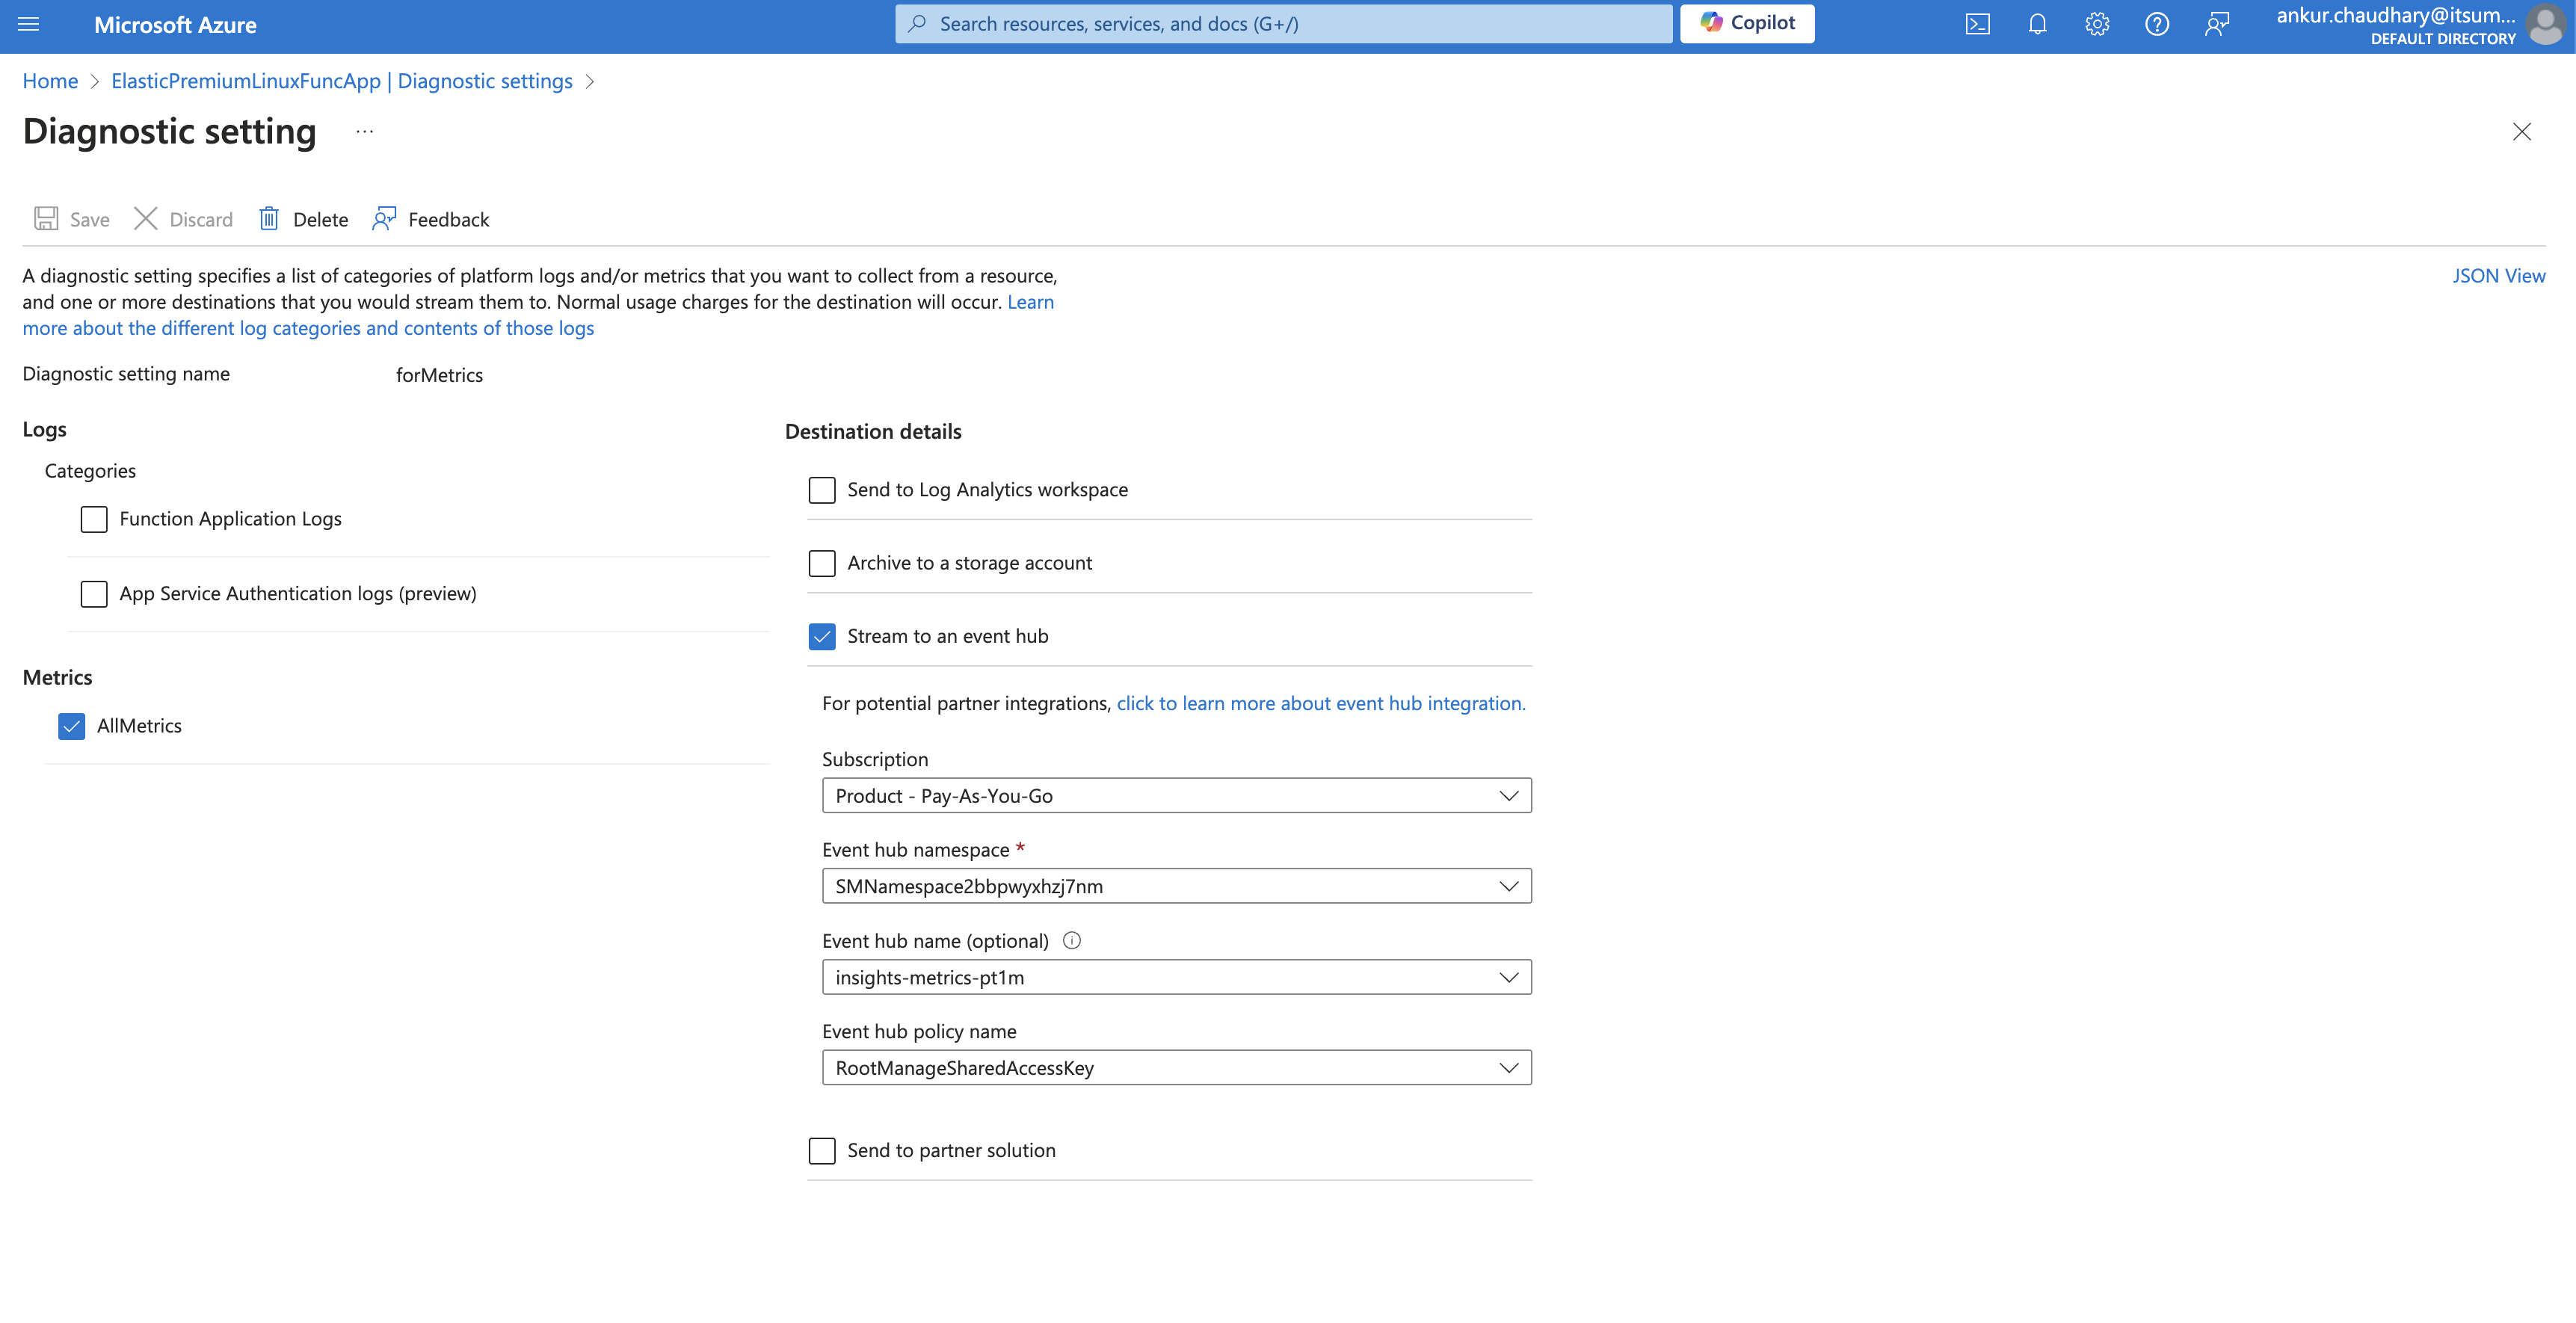 Microsoft Azure
Search resources, services, and docs (G+/)
Copilot
ankur.chaudhary@itsum...
DEFAULT DIRECTORY
Home > ElasticPremiumLinuxFuncApp | Diagnostic settings >
Diagnostic setting ...
Save Discard Delete Feedback
A diagnostic setting specifies a list of categories of platform logs and/or metrics that you want to collect from a resource,
and one or more destinations that you would stream them to. Normal usage charges for the destination will occur. Learn
more about the different log categories and contents of those logs
JSON View
Diagnostic setting name forMetrics
Logs
Categories
Function Application Logs
App Service Authentication logs (preview)
Metrics
AllMetrics
Destination details
Send to Log Analytics workspace
Archive to a storage account
Stream to an event hub
For potential partner integrations, click to learn more about event hub integration.
Subscription
Product - Pay-As-You-Go
Event hub namespace *
SMNamespace2bbpwyxhzj7nm
Event hub name (optional)
insights-metrics-pt1m
Event hub policy name
RootManageSharedAccessKey
Send to partner solution